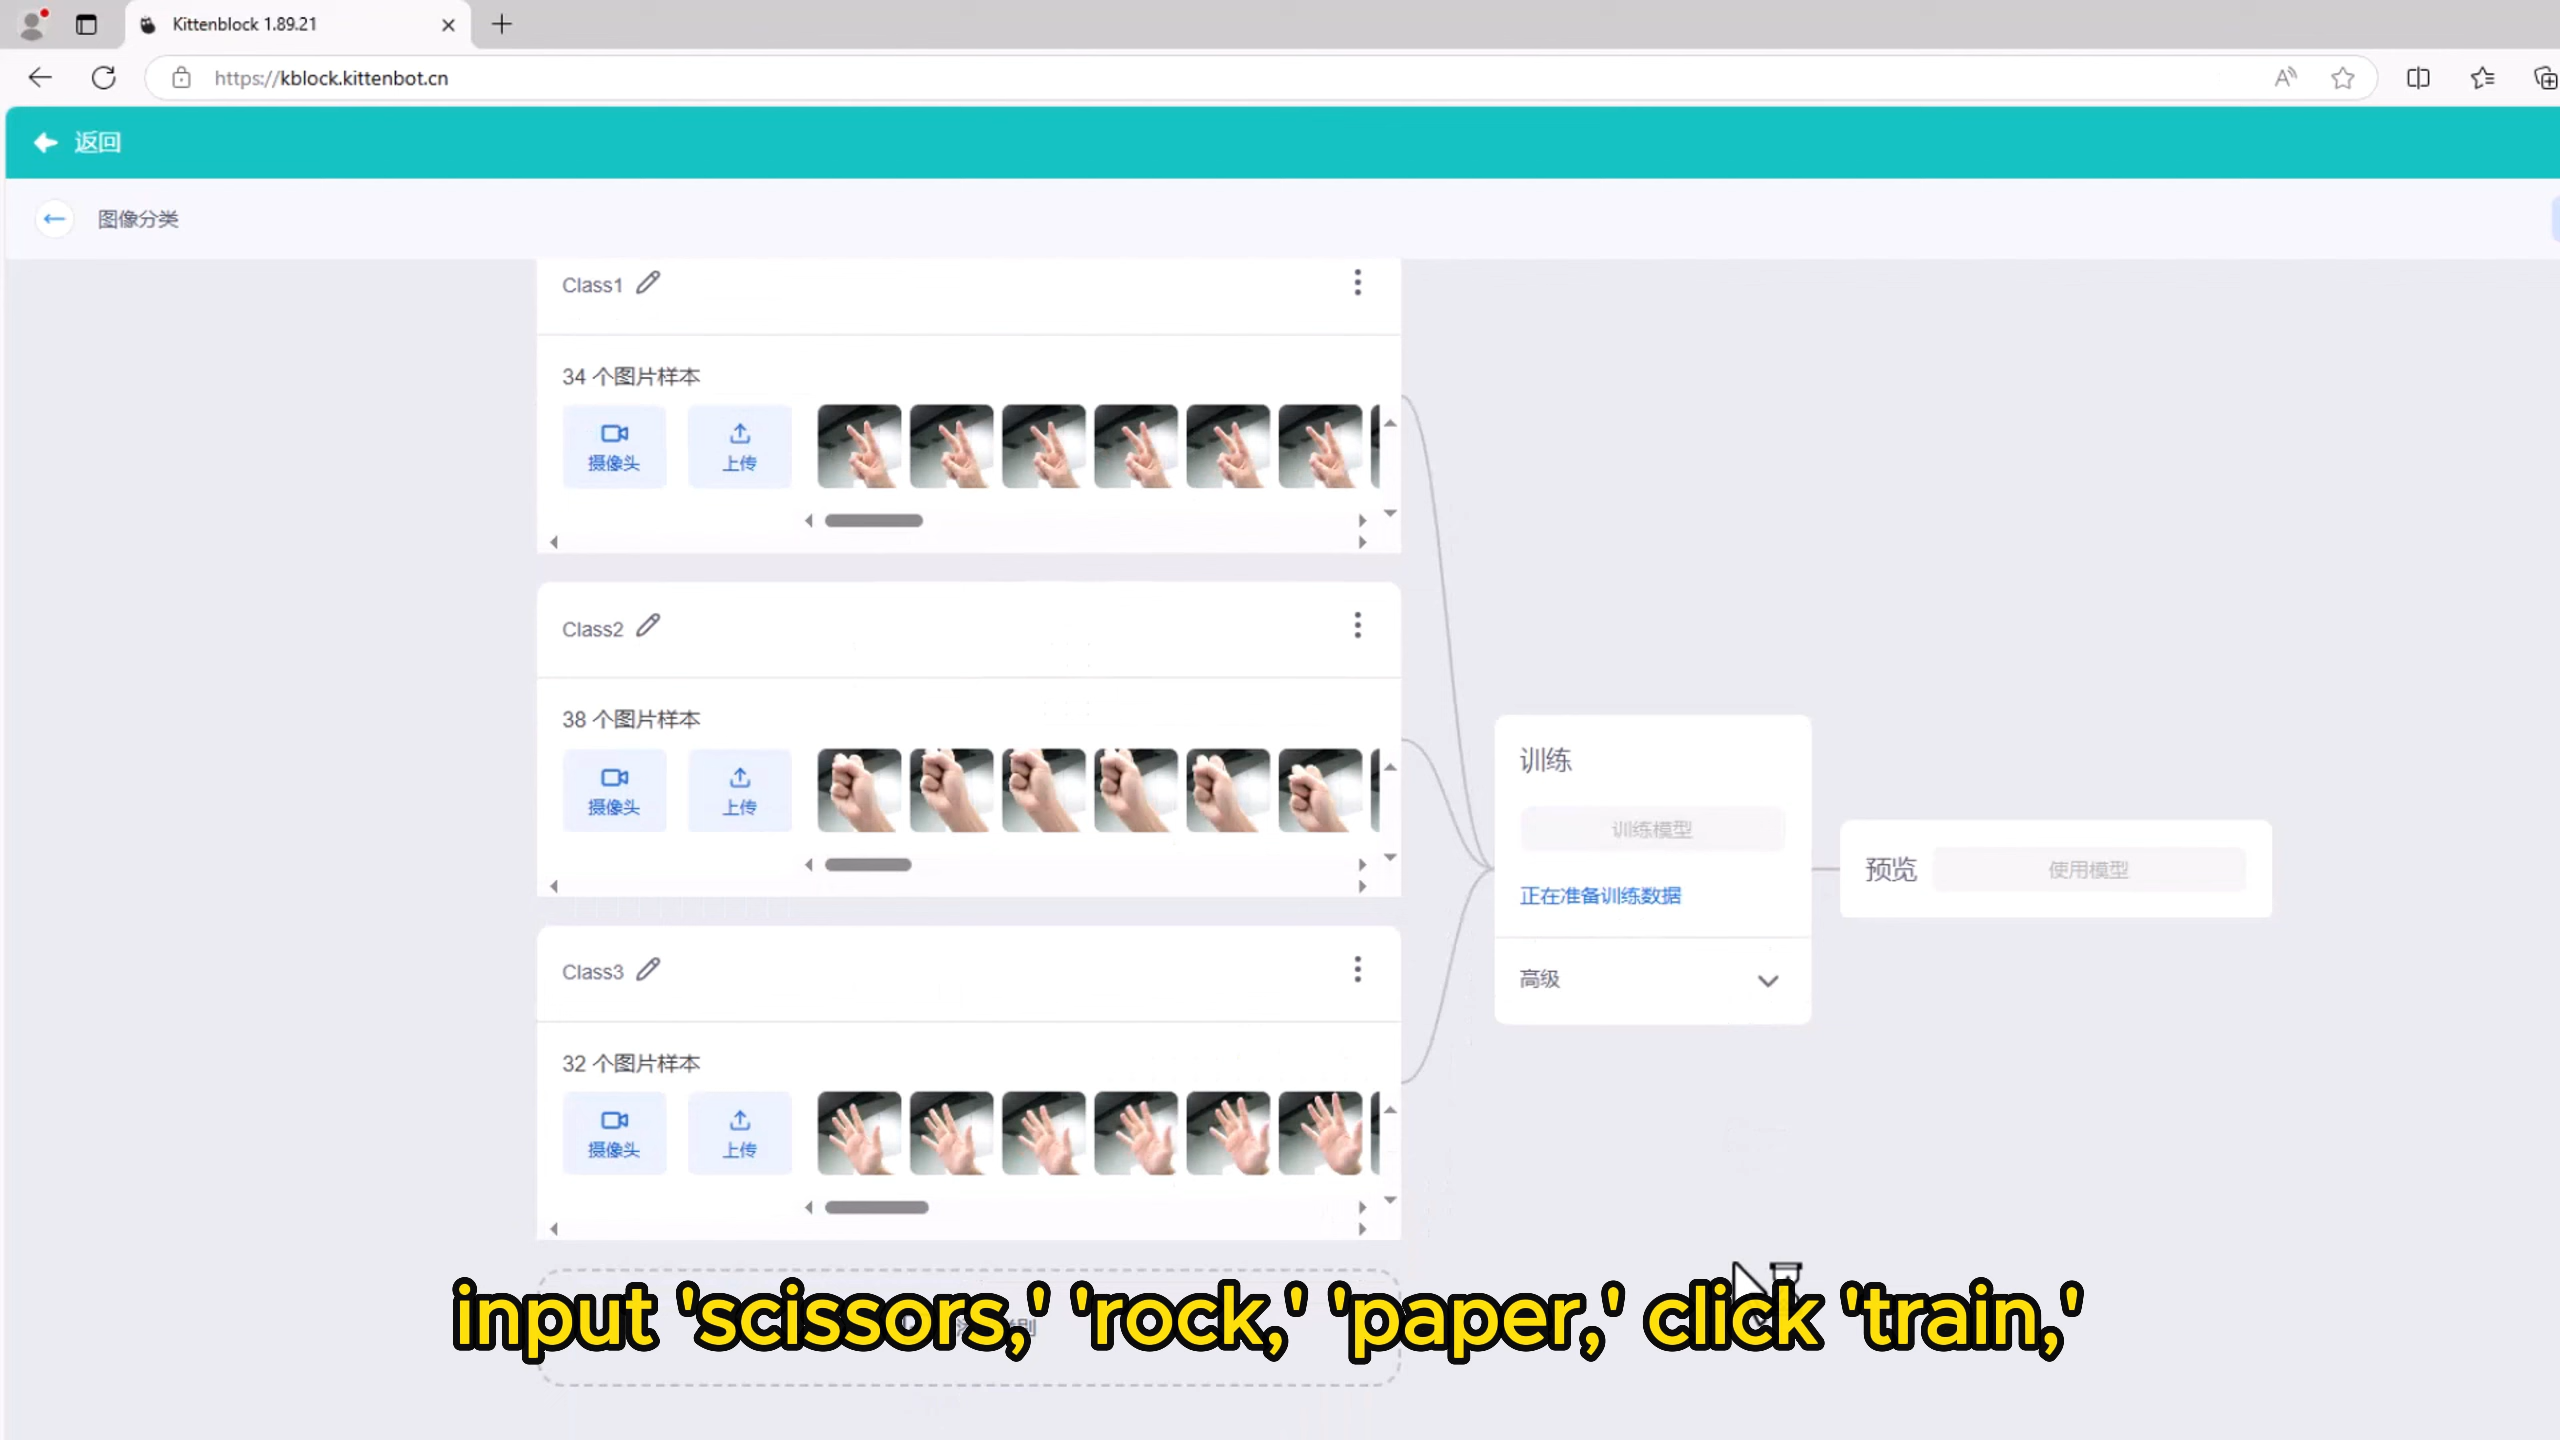 Kittenblock 1.89.21
https://kblock.kittenbot.cn
返回
图像分类
Class1
34 个图片样本
摄像头
上传
Class2
38 个图片样本
摄像头
上传
Class3
32 个图片样本
摄像头
上传
训练
训练模型
正在准备训练数据
高级
预览
使用模型
input 'scissors,' 'rock,' 'paper,' click 'train,'